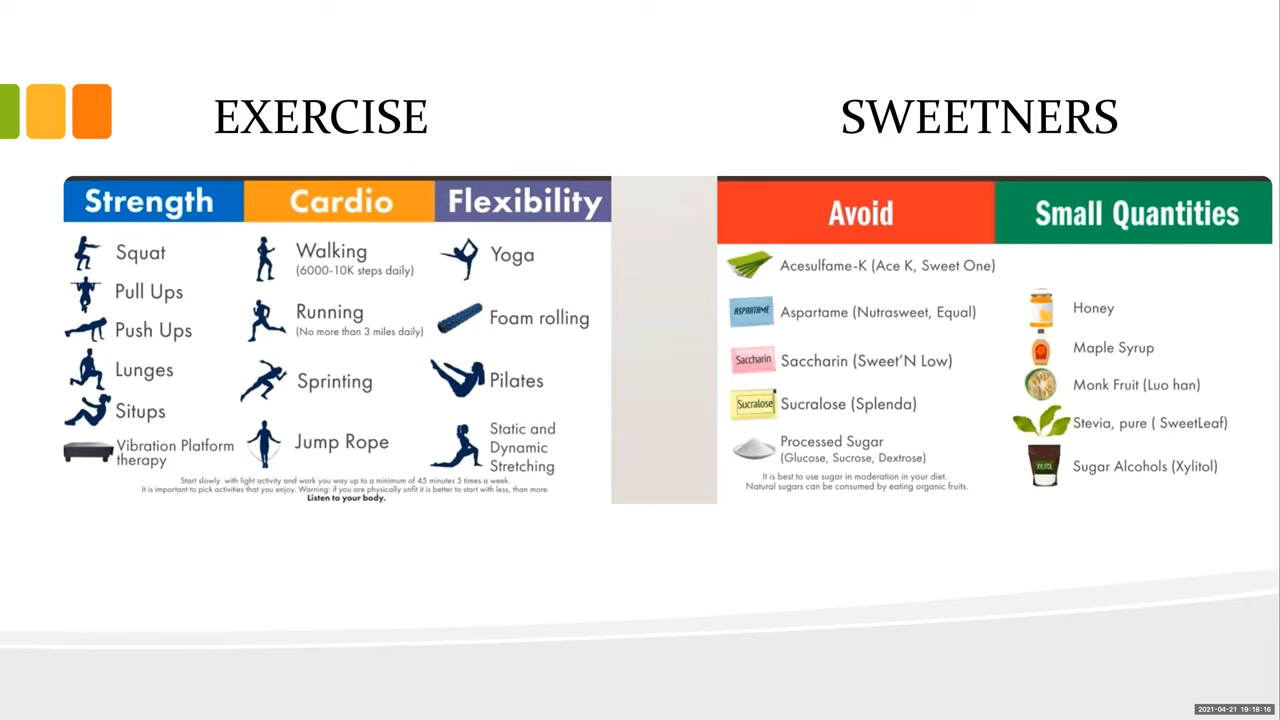 EXERCISE
SWEETNERS
Strength
Cardio
Flexibility
Squat
Pull Ups
Push Ups
Lunges
Situps
Vibration Platform
therapy
Walking
(6000-10K steps daily)
Running
(No more than 3 miles daily)
Sprinting
Jump Rope
Yoga
Foam rolling
Pilates
Static and
Dynamic
Stretching
Start slowly with light activity and work you way up to a minimum of 45 minutes 5 times a week.
It is important to pick activities that you enjoy. Warning: if you are physically unfit it is better to start with less, than more.
Listen to your body.
Avoid
Small Quantities
Acesulfame-K (Ace K, Sweet One)
ASPARTAME
Aspartame (Nutrasweet, Equal)
Saccharin
Saccharin (Sweet'N Low)
Sucralose
Sucralose (Splenda)
Processed Sugar
(Glucose, Sucrose, Dextrose)
It is best to use sugar in moderation in your diet.
Natural sugars can be consumed by eating organic fruits.
Honey
Maple Syrup
Monk Fruit (Luo han)
Stevia, pure ( SweetLeaf)
XYLITOL
Sugar Alcohols (Xylitol)
2021-04-21 19:18:16